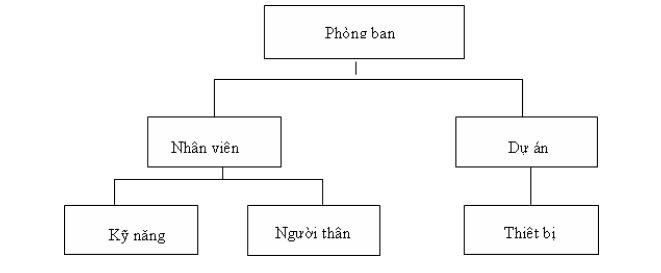 Phòng ban
Nhân viên
Dự án
Kỹ năng
Người thân
Thiết bị